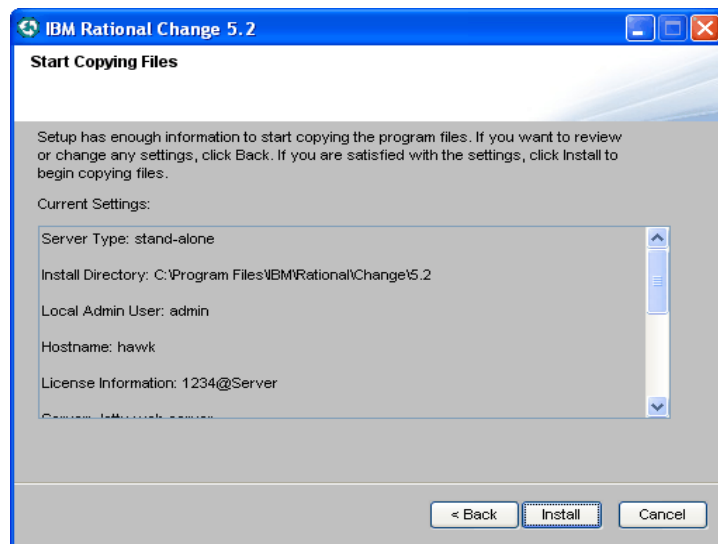 IBM Rational Change 5.2
Start Copying Files
Setup has enough information to start copying the program files. If you want to review
or change any settings, click Back. If you are satisfied with the settings, click Install to
begin copying files.
Current Settings:
Server Type: stand-alone
Install Directory: C:\Program Files\IBM\Rational\Change\5.2
Local Admin User: admin
Hostname: hawk
License Information: 1234@Server
< Back
Install
Cancel